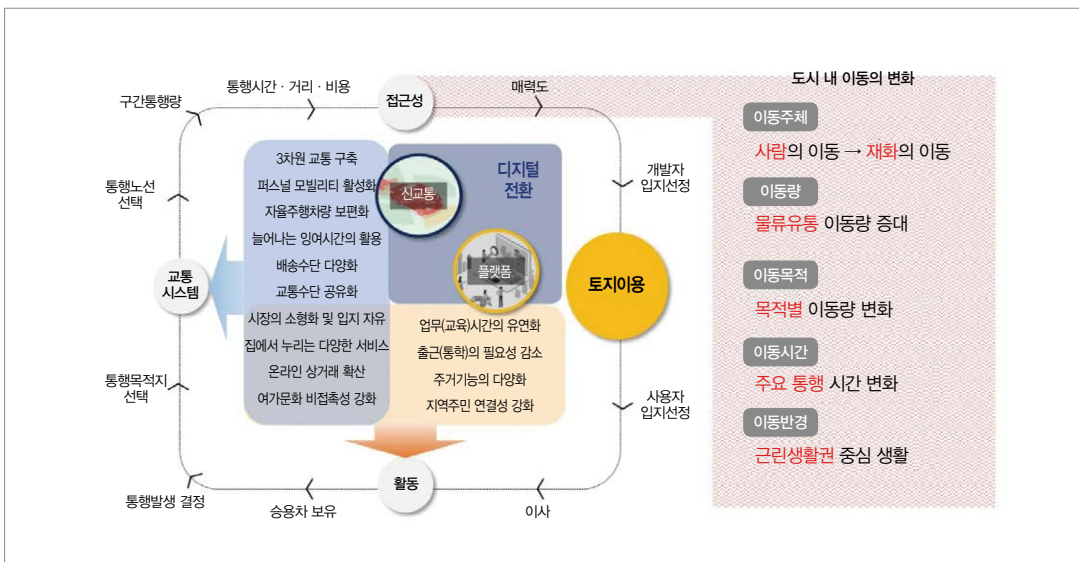 통행시간 · 거리 · 비용
접근성
매력도
구간통행량
통행노선
선택
교통
시스템
통행목적지
선택
통행발생 결정
승용차 보유
활동
이사
사용자
입지선정
토지이용
개발자
입지선정
3차원 교통 구축
퍼스널 모빌리티 활성화
자율주행차량 보편화
늘어나는 잉여시간의 활용
배송수단 다양화
교통수단 공유화
시장의 소형화 및 입지 자유
집에서 누리는 다양한 서비스
온라인 상거래 확산
여가문화 비접촉성 강화
신교통
디지털
전환
플랫폼
업무(교육)시간의 유연화
출근(통학)의 필요성 감소
주거기능의 다양화
지역주민 연결성 강화
도시 내 이동의 변화
이동주체
사람의 이동 → 재화의 이동
이동량
물류유통 이동량 증대
이동목적
목적별 이동량 변화
이동시간
주요 통행 시간 변화
이동반경
근린생활권 중심 생활